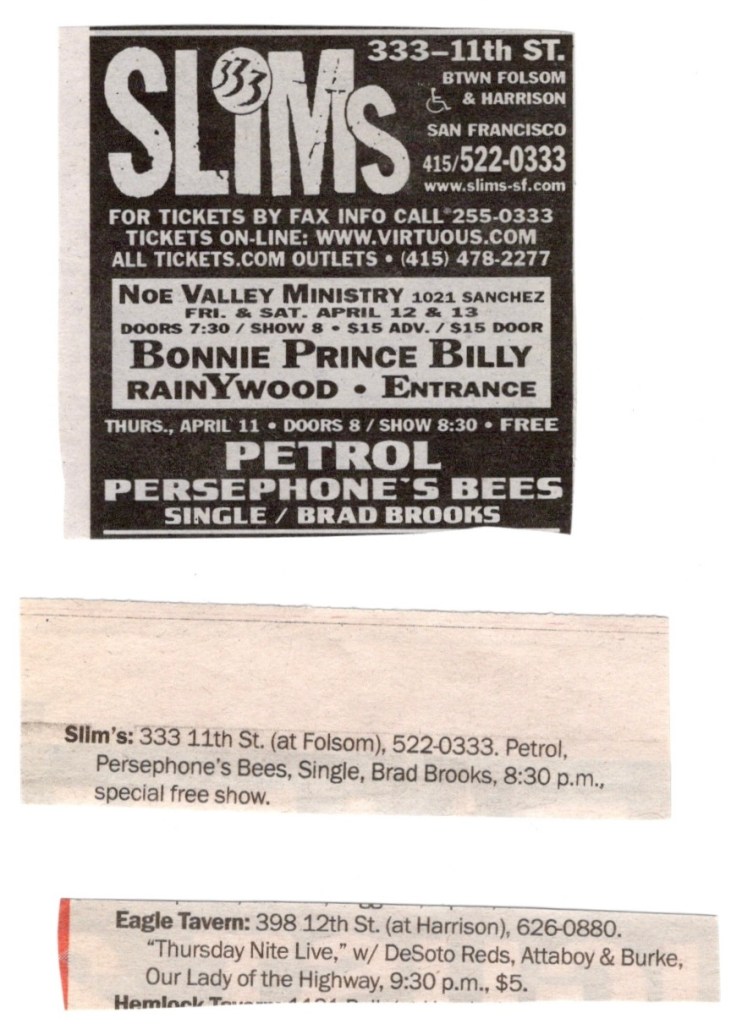 SLiMs
333
333-11th ST.
BTWN FOLSOM
& HARRISON
SAN FRANCISCO
415/522-0333
www.slims-sf.com
FOR TICKETS BY FAX INFO CALL 255-0333
TICKETS ON-LINE: WWW.VIRTUOUS.COM
ALL TICKETS.COM OUTLETS • (415) 478-2277
NOE VALLEY MINISTRY 1021 SANCHEZ
FRI. & SAT. APRIL 12 & 13
DOORS 7:30 / SHOW 8 • $15 ADV. / $15 DOOR
BONNIE PRINCE BILLY
RAINYWOOD • ENTRANCE
THURS., APRIL 11 • DOORS 8 / SHOW 8:30 • FREE
PETROL
PERSEPHONE'S BEES
SINGLE / BRAD BROOKS
Slim's: 333 11th St. (at Folsom), 522-0333. Petrol,
Persephone's Bees, Single, Brad Brooks, 8:30 p.m.,
special free show.
Eagle Tavern: 398 12th St. (at Harrison), 626-0880.
"Thursday Nite Live," w/ DeSoto Reds, Attaboy & Burke,
Our Lady of the Highway, 9:30 p.m., $5.
Hemlock